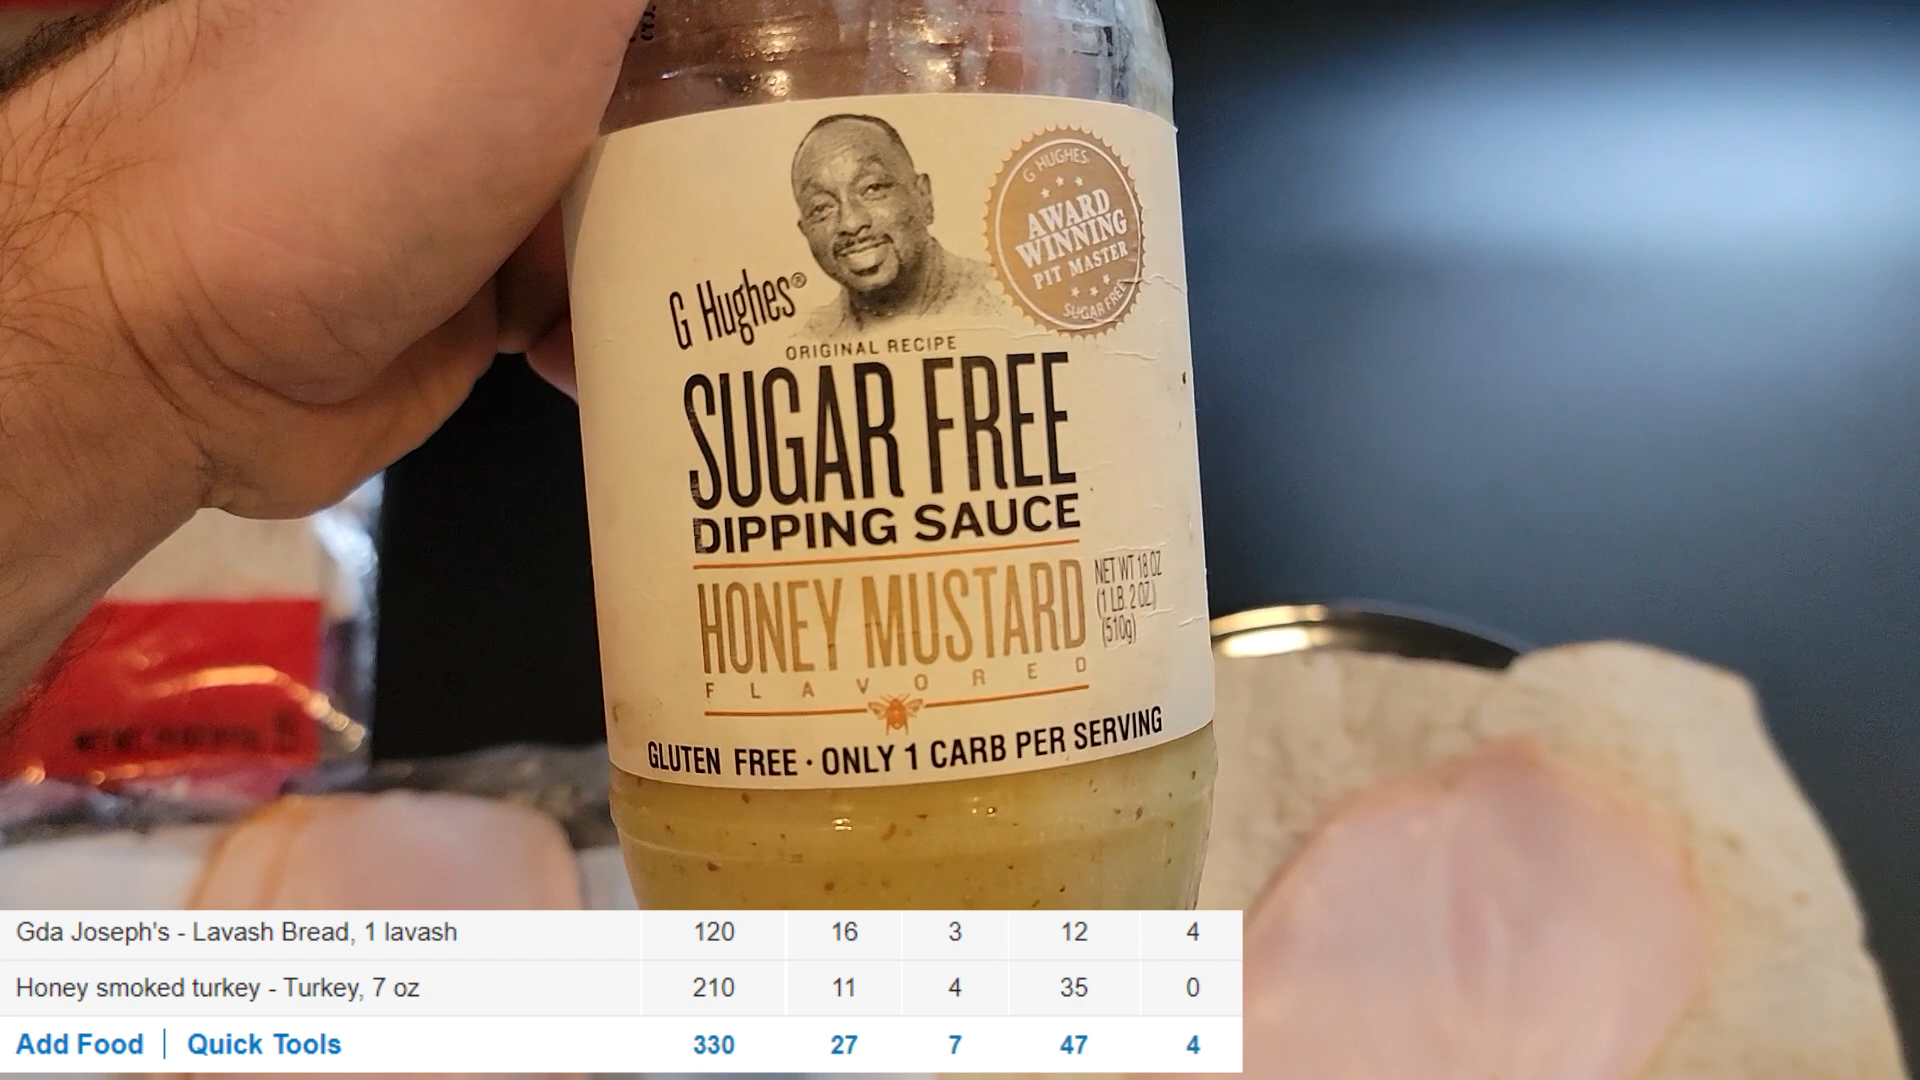 G Hughes®
G HUGHES
AWARD
WINNING
PIT MASTER
SUGAR FREE
ORIGINAL RECIPE
SUGAR FREE
DIPPING SAUCE
HONEY MUSTARD
FLAVORED
NET WT 18 OZ
(1 LB. 2 OZ)
(510g)
GLUTEN FREE · ONLY 1 CARB PER SERVING
Gda Joseph's - Lavash Bread, 1 lavash 120 16 3 12 4
Honey smoked turkey - Turkey, 7 oz 210 11 4 35 0
Add Food | Quick Tools 330 27 7 47 4